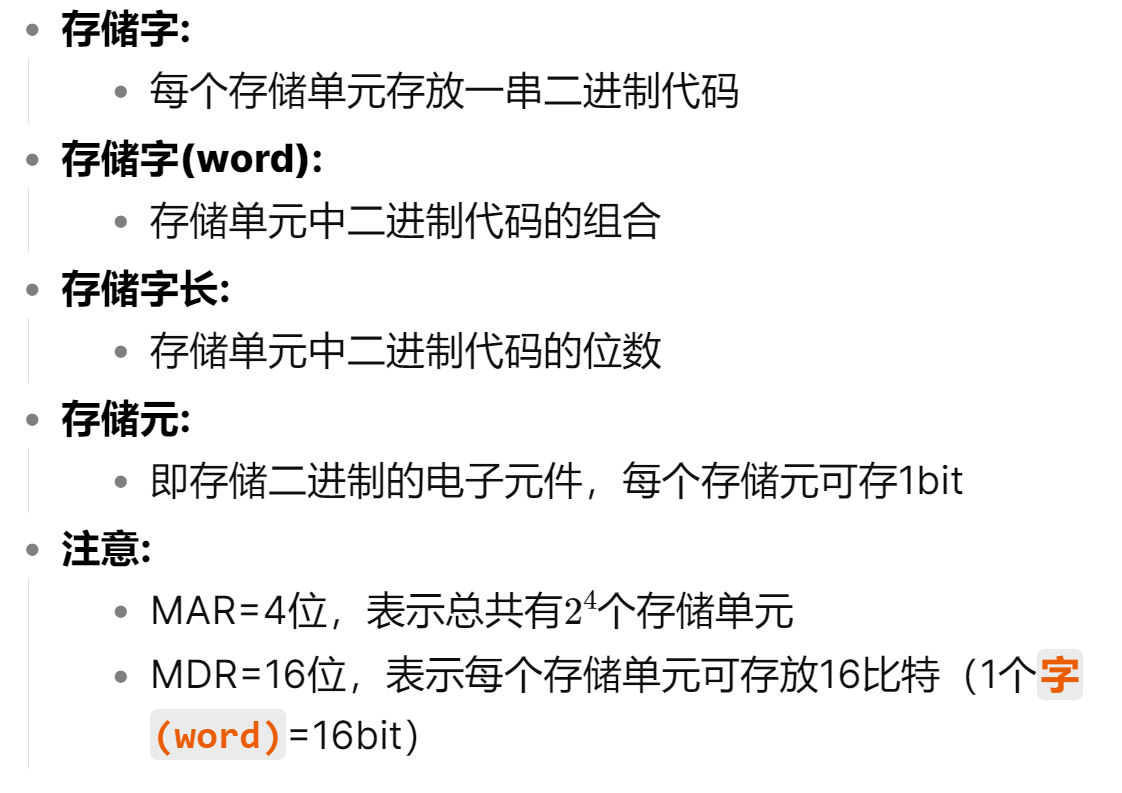 存储字:
每个存储单元存放一串二进制代码
存储字(word):
存储单元中二进制代码的组合
存储字长:
存储单元中二进制代码的位数
存储元:
即存储二进制的电子元件，每个存储元可存1bit
注意:
MAR=4位，表示总共有2⁴个存储单元
MDR=16位，表示每个存储单元可存放16比特（1个字
(word)=16bit）